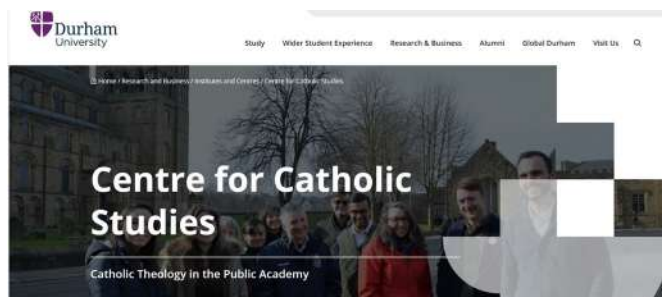 Durham
University
Study Wider Student Experience Research & Business Alumni Global Durham Visit Us
Home / Research and Business / Institutes and Centres / Centre for Catholic Studies
Centre for Catholic
Studies
Catholic Theology in the Public Academy